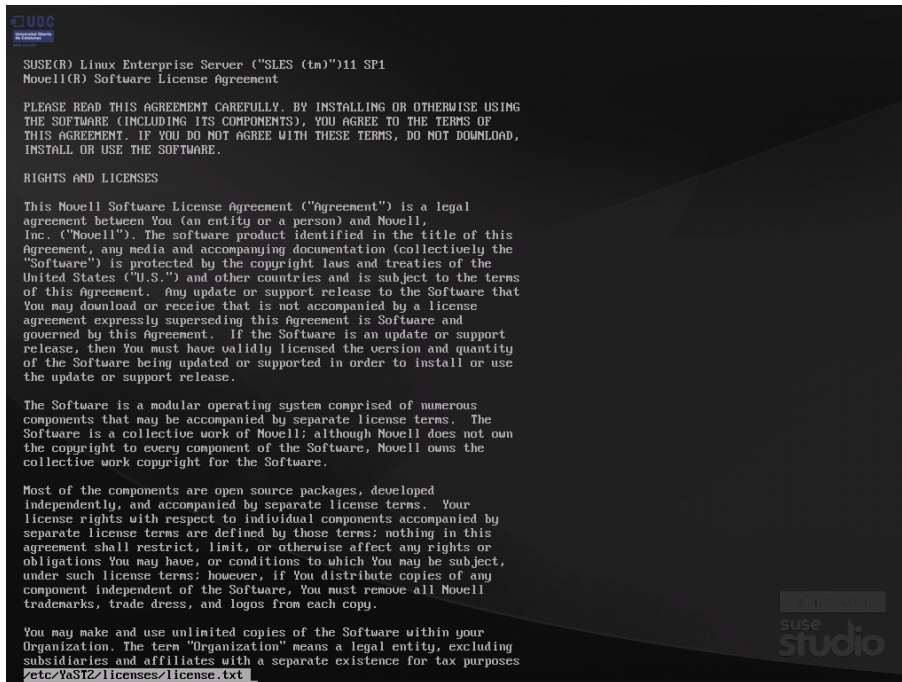 UOC
Universitat Oberta
de Catalunya
SUSE(R) Linux Enterprise Server ("SLES (tm)")11 SP1
Novell(R) Software License Agreement
PLEASE READ THIS AGREEMENT CAREFULLY. BY INSTALLING OR OTHERWISE USING
THE SOFTWARE (INCLUDING ITS COMPONENTS), YOU AGREE TO THE TERMS OF
THIS AGREEMENT. IF YOU DO NOT AGREE WITH THESE TERMS, DO NOT DOWNLOAD,
INSTALL OR USE THE SOFTWARE.
RIGHTS AND LICENSES
This Novell Software License Agreement ("Agreement") is a legal
agreement between You (an entity or a person) and Novell,
Inc. ("Novell"). The software product identified in the title of this
Agreement, any media and accompanying documentation (collectively the
"Software") is protected by the copyright laws and treaties of the
United States ("U.S.") and other countries and is subject to the terms
of this Agreement.  Any update or support release to the Software that
You may download or receive that is not accompanied by a license
agreement expressly superseding this Agreement is Software and
governed by this Agreement.  If the Software is an update or support
release, then You must have validly licensed the version and quantity
of the Software being updated or supported in order to install or use
the update or support release.
The Software is a modular operating system comprised of numerous
components that may be accompanied by separate license terms.  The
Software is a collective work of Novell; although Novell does not own
the copyright to every component of the Software, Novell owns the
collective work copyright for the Software.
Most of the components are open source packages, developed
independently, and accompanied by separate license terms.  Your
license rights with respect to individual components accompanied by
separate license terms are defined by those terms; nothing in this
agreement shall restrict, limit, or otherwise affect any rights or
obligations You may have, or conditions to which You may be subject,
under such license terms; however, if You distribute copies of any
component independent of the Software, You must remove all Novell
trademarks, trade dress, and logos from each copy.
You may make and use unlimited copies of the Software within your
Organization. The term "Organization" means a legal entity, excluding
subsidiaries and affiliates with a separate existence for tax purposes
/etc/YaST2/licenses/license.txt
suse
studio